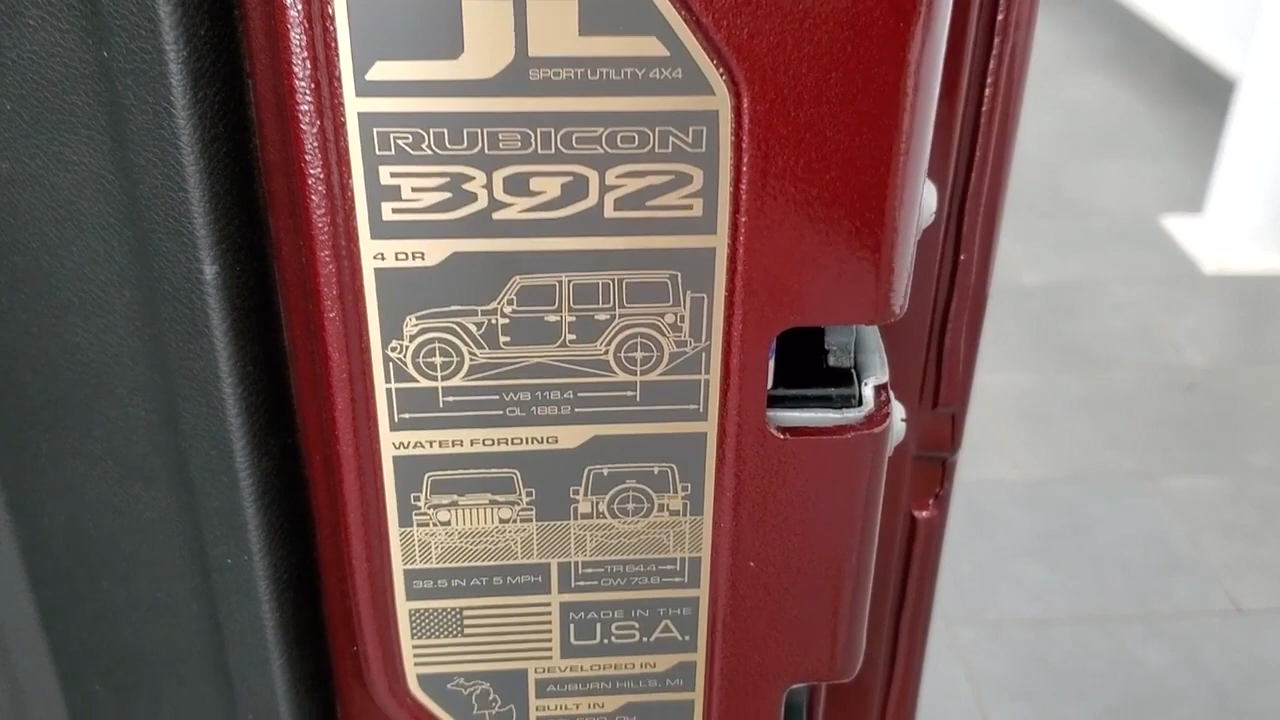 JL
SPORT UTILITY 4X4
RUBICON
392
4 DR
WB 118.4
OL 188.2
WATER FORDING
32.5 IN AT 5 MPH
TR 64.4
OW 73.8
MADE IN THE
U.S.A.
DEVELOPED IN
AUBURN HILLS, MI
BUILT IN